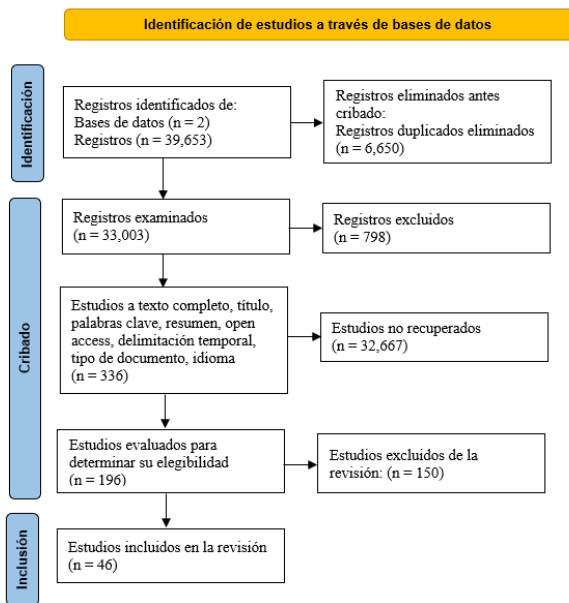 Identificación de estudios a través de bases de datos
Identificación
Registros identificados de:
Bases de datos (n = 2)
Registros (n = 39,653)
Registros eliminados antes
cribado:
Registros duplicados eliminados
(n = 6,650)
Cribado
Registros examinados
(n = 33,003)
Registros excluidos
(n = 798)
Estudios a texto completo, título,
palabras clave, resumen, open
access, delimitación temporal,
tipo de documento, idioma
(n = 336)
Estudios no recuperados
(n = 32,667)
Estudios evaluados para
determinar su elegibilidad
(n = 196)
Estudios excluidos de la
revisión: (n = 150)
Inclusión
Estudios incluidos en la revisión
(n = 46)